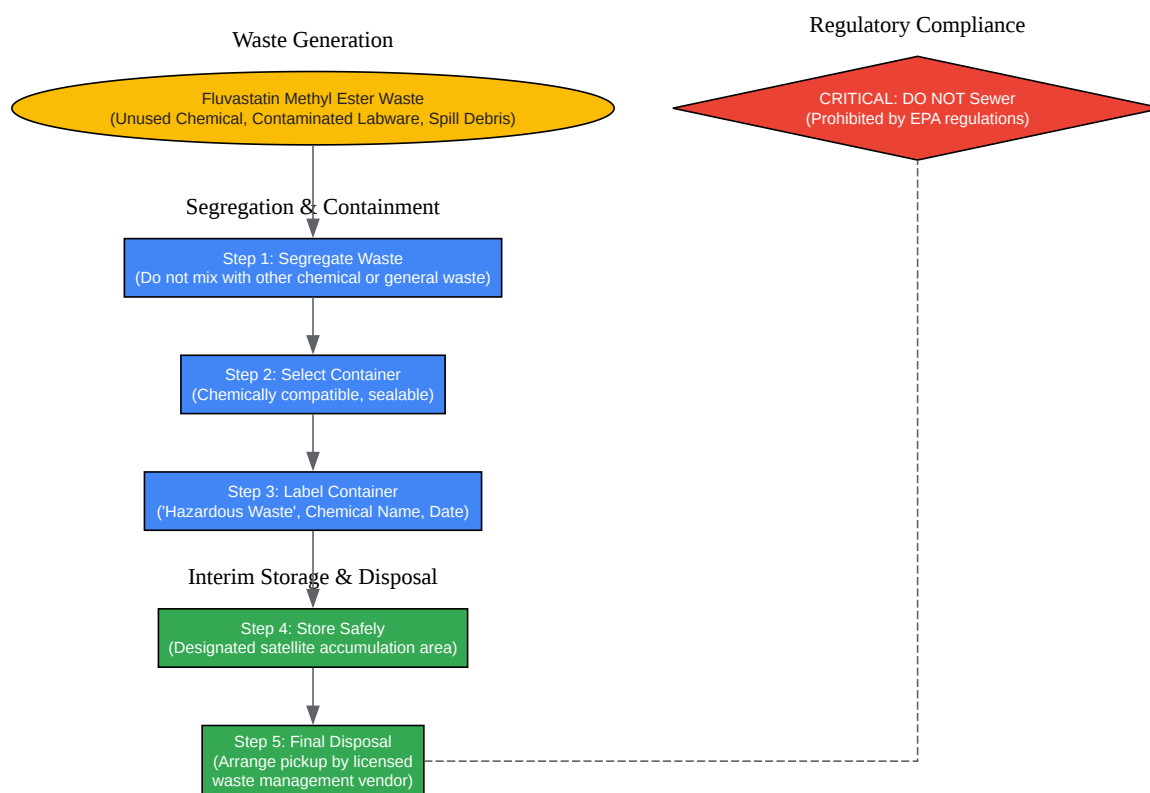 Waste Generation
Fluvastatin Methyl Ester Waste
(Unused Chemical, Contaminated Labware, Spill Debris)
Segregation & Containment
Step 1: Segregate Waste
(Do not mix with other chemical or general waste)
Step 2: Select Container
(Chemically compatible, sealable)
Step 3: Label Container
('Hazardous Waste', Chemical Name, Date)
Interim Storage & Disposal
Step 4: Store Safely
(Designated satellite accumulation area)
Step 5: Final Disposal
(Arrange pickup by licensed
waste management vendor)
Regulatory Compliance
CRITICAL: DO NOT Sewer
(Prohibited by EPA regulations)